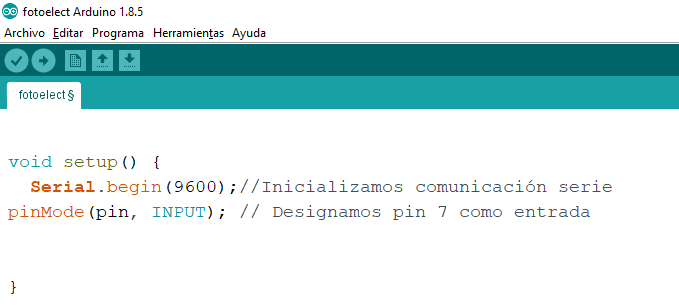 fotoelect Arduino 1.8.5
Archivo Editar Programa Herramientas Ayuda
fotoelect §
void setup() {
Serial.begin(9600);//Inicializamos comunicación serie
pinMode(pin, INPUT); // Designamos pin 7 como entrada
}